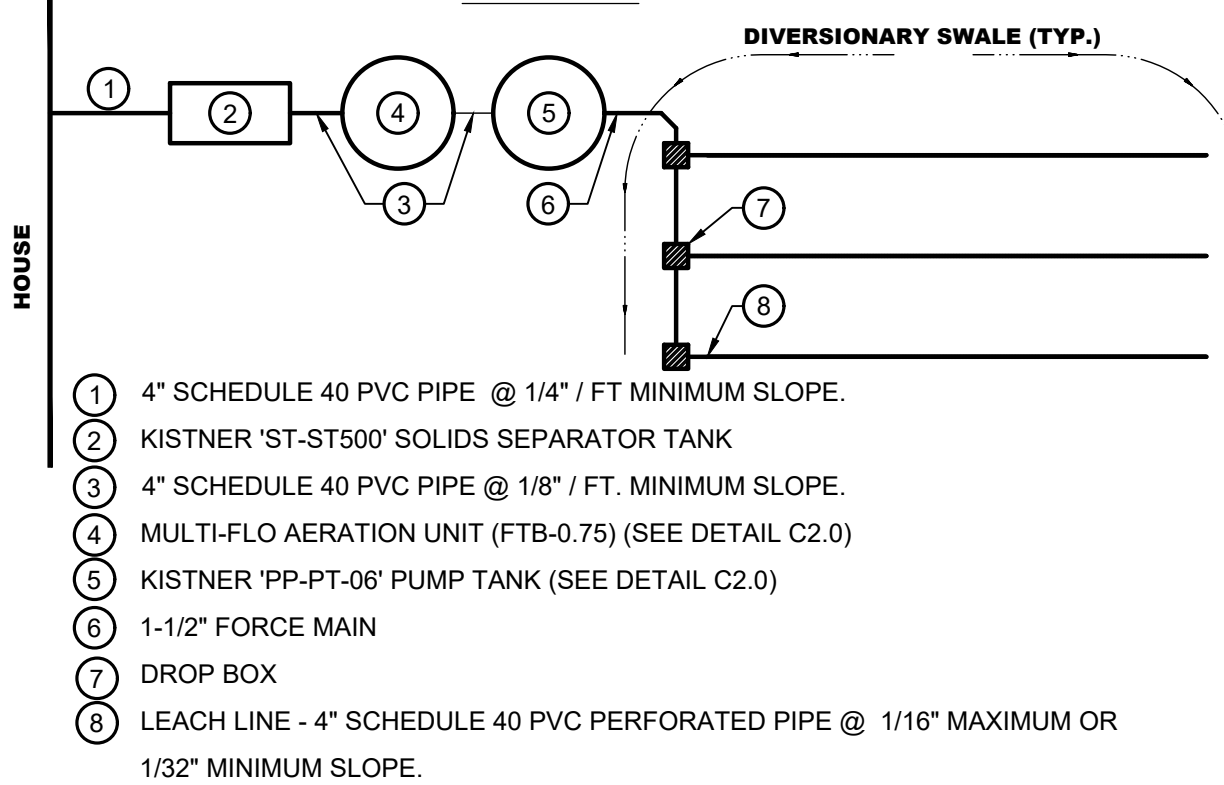 DIVERSIONARY SWALE (TYP.)
1
2
4
5
3
6
7
8
HOUSE
1 4" SCHEDULE 40 PVC PIPE @ 1/4" / FT MINIMUM SLOPE.
2 KISTNER 'ST-ST500' SOLIDS SEPARATOR TANK
3 4" SCHEDULE 40 PVC PIPE @ 1/8" / FT. MINIMUM SLOPE.
4 MULTI-FLO AERATION UNIT (FTB-0.75) (SEE DETAIL C2.0)
5 KISTNER 'PP-PT-06' PUMP TANK (SEE DETAIL C2.0)
6 1-1/2" FORCE MAIN
7 DROP BOX
8 LEACH LINE - 4" SCHEDULE 40 PVC PERFORATED PIPE @ 1/16" MAXIMUM OR
1/32" MINIMUM SLOPE.